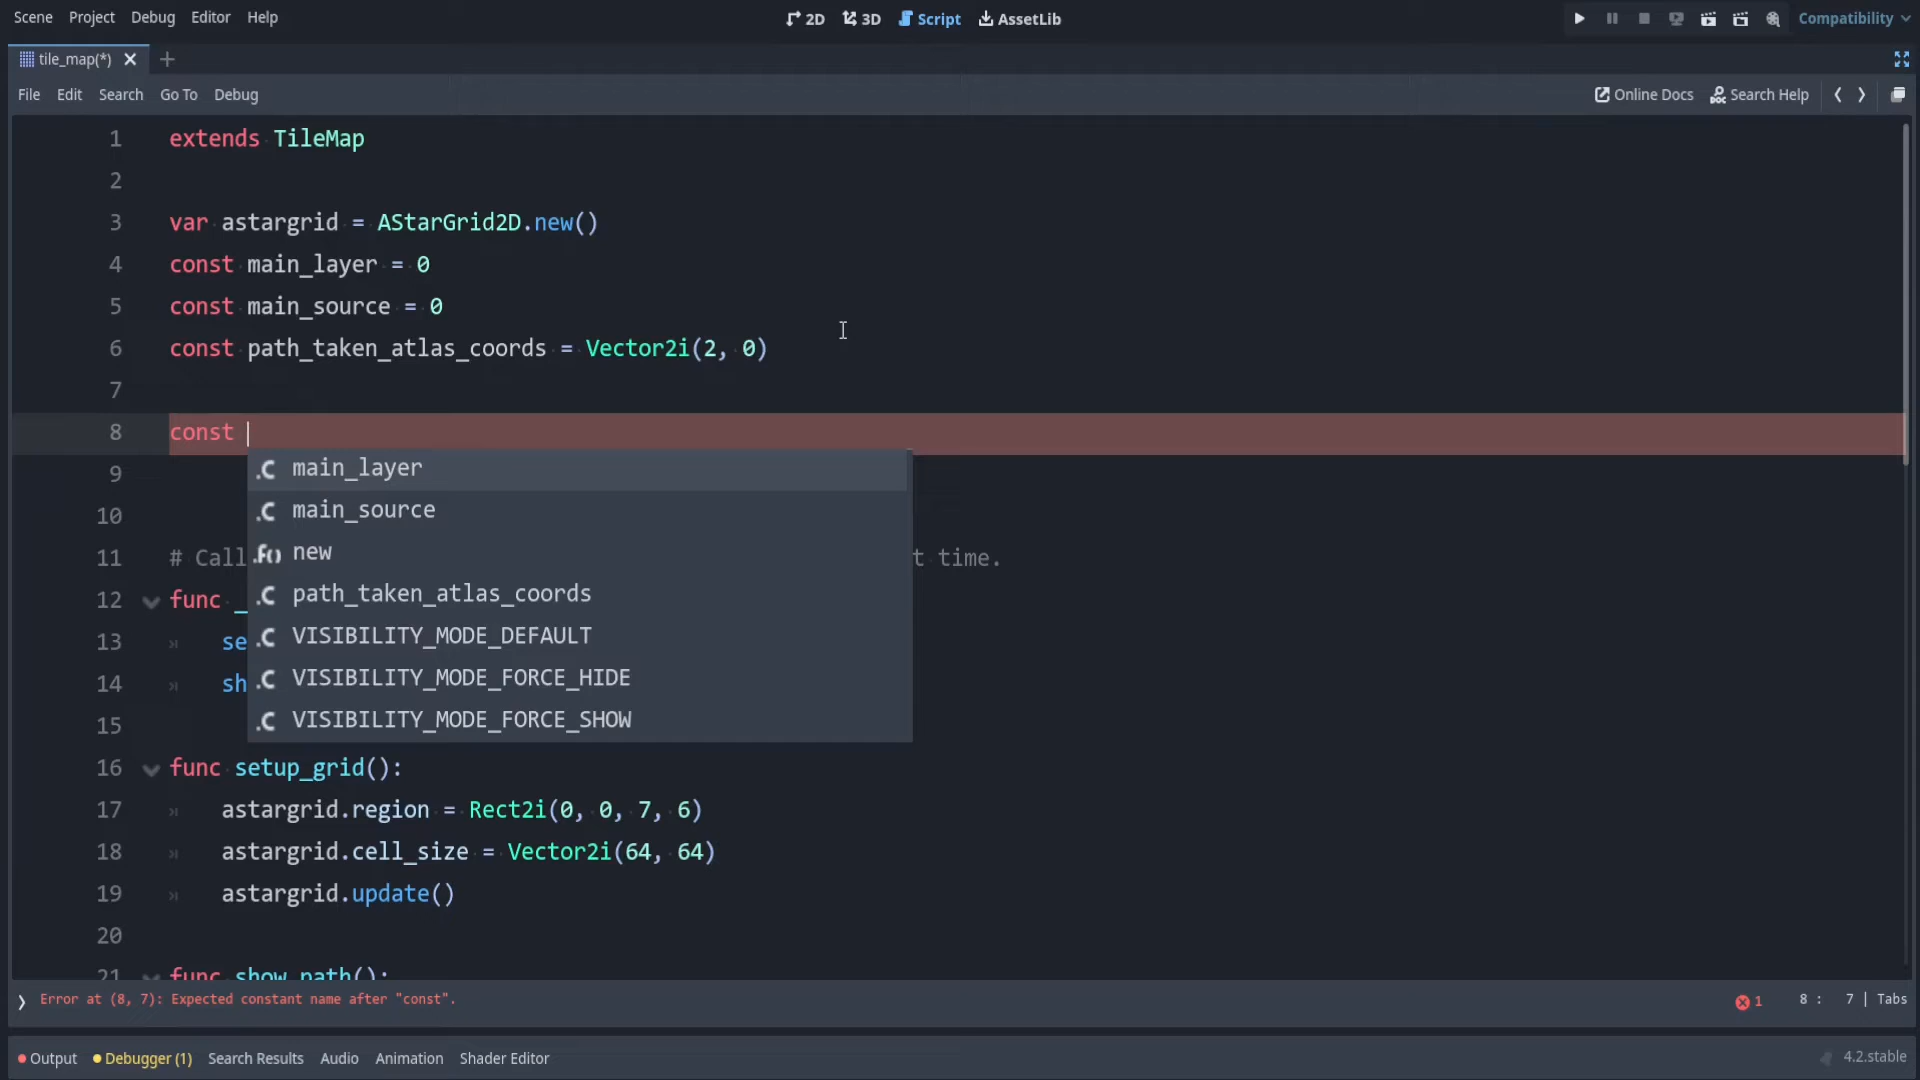 Scene Project Debug Editor Help
2D 3D Script AssetLib
Compatibility
tile_map(*)
File Edit Search Go To Debug
Online Docs Search Help
1 extends TileMap
2
3 var astargrid = AStarGrid2D.new()
4 const main_layer = 0
5 const main_source = 0
6 const path_taken_atlas_coords = Vector2i(2, 0)
7
8 const
main_layer
9
main_source
10
new
11 # Call t time.
path_taken_atlas_coords
12 func _
VISIBILITY_MODE_DEFAULT
13 se
VISIBILITY_MODE_FORCE_HIDE
14 sh
VISIBILITY_MODE_FORCE_SHOW
15
16 func setup_grid():
17 astargrid.region = Rect2i(0, 0, 7, 6)
18 astargrid.cell_size = Vector2i(64, 64)
19 astargrid.update()
20
21 func show_path():
Error at (8, 7): Expected constant name after "const".
1 8 : 7 | Tabs
Output Debugger (1) Search Results Audio Animation Shader Editor
4.2.stable